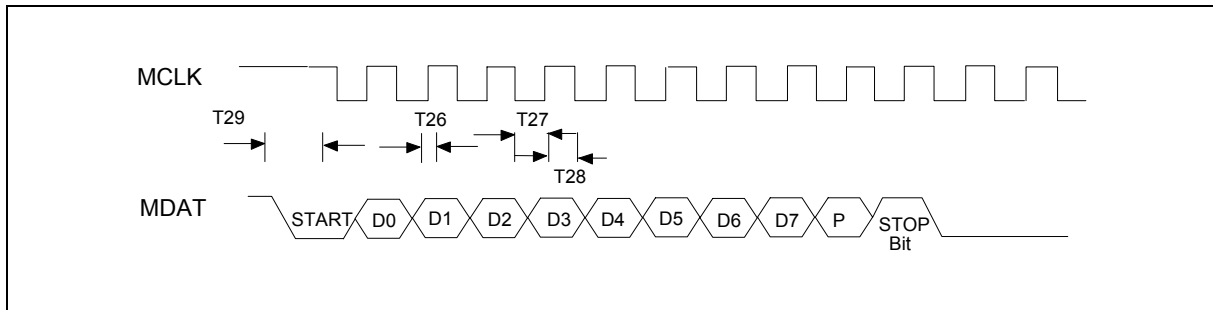 MCLK
T29
T26
T27
T28
MDAT
START D0 D1 D2 D3 D4 D5 D6 D7 P STOP
Bit